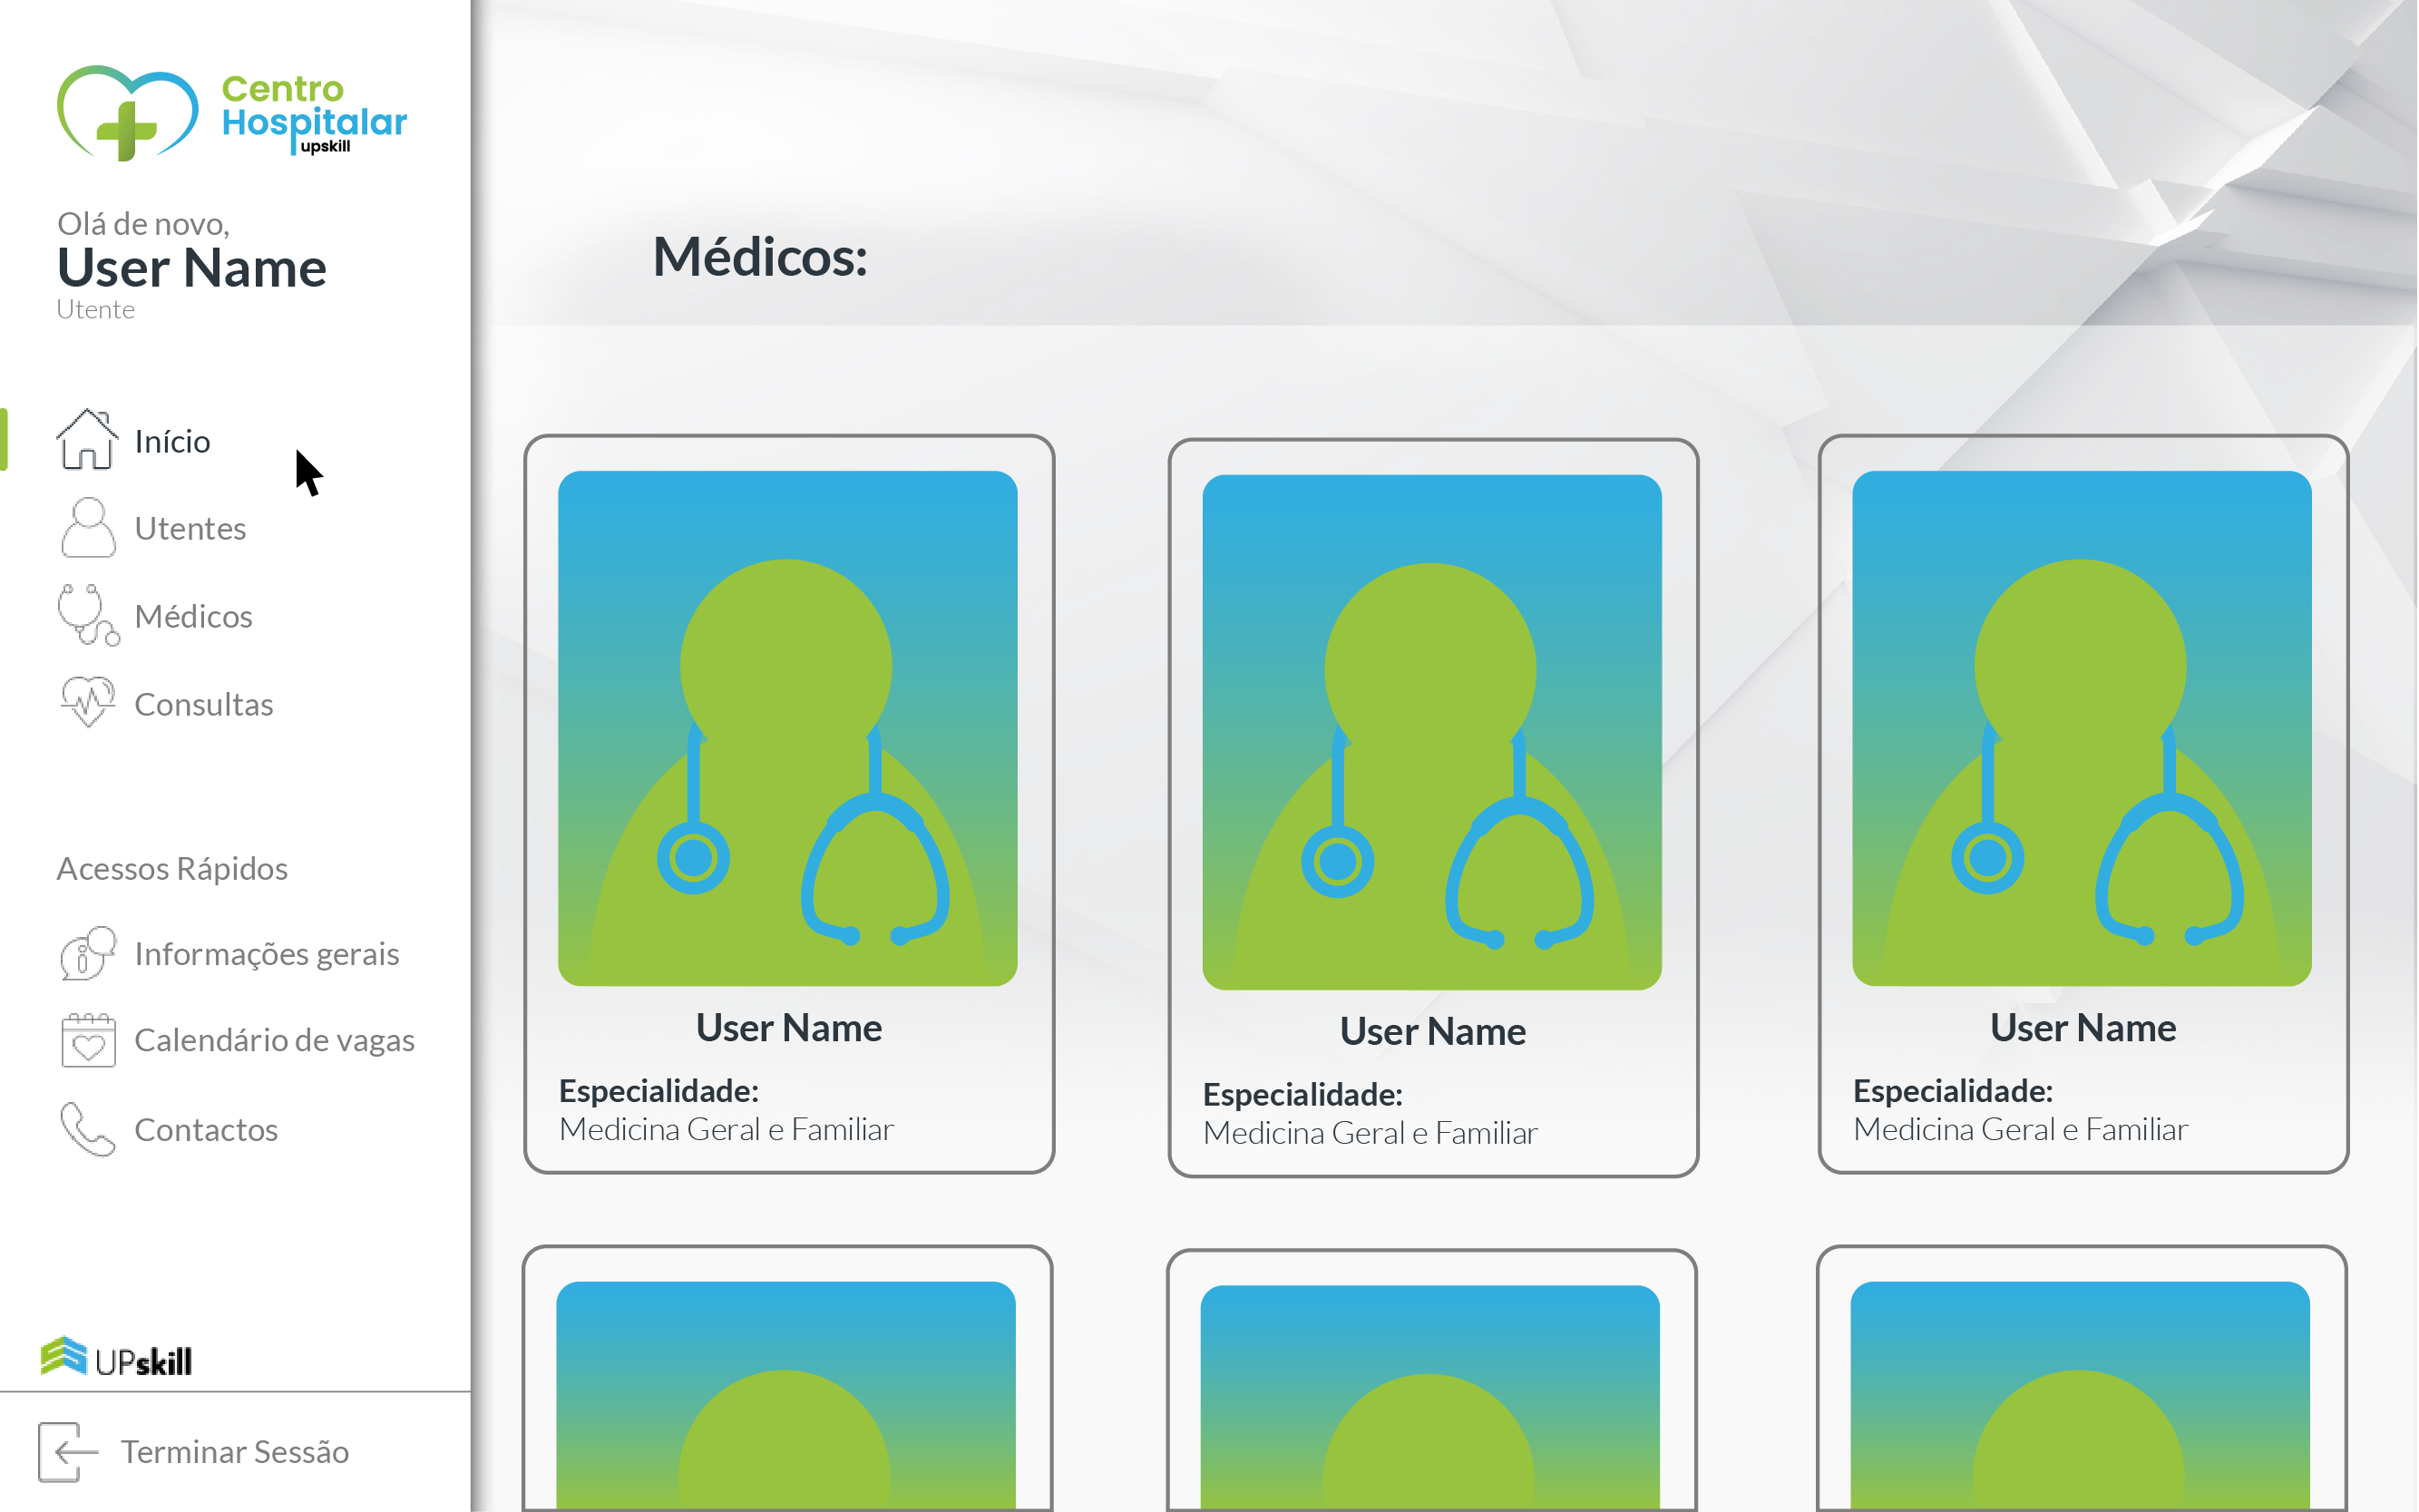 Centro
Hospitalar
upskill
Olá de novo,
User Name
Utente
Início
Utentes
Médicos
Consultas
Acessos Rápidos
Informações gerais
Calendário de vagas
Contactos
UPskill
Terminar Sessão
Médicos:
User Name
Especialidade:
Medicina Geral e Familiar
User Name
Especialidade:
Medicina Geral e Familiar
User Name
Especialidade:
Medicina Geral e Familiar